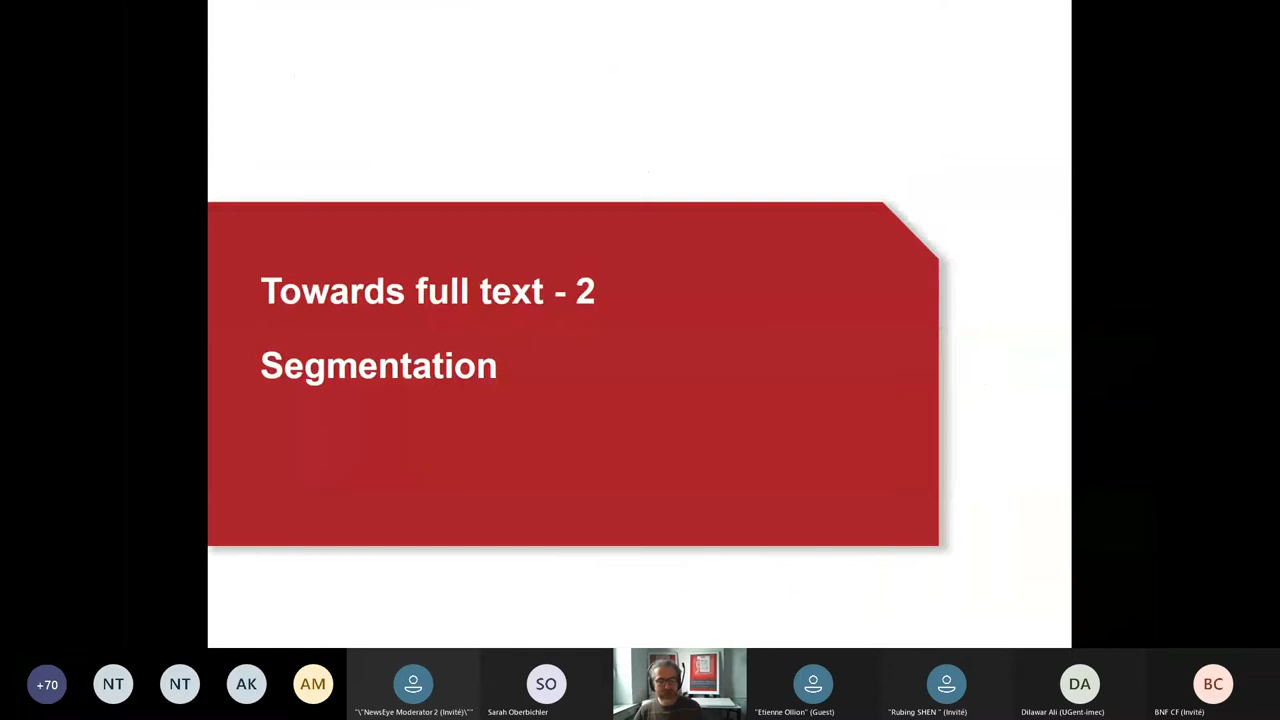 Towards full text - 2
Segmentation
+70
NT
NT
AK
AM
"\"NewsEye Moderator 2 (Invité)\""
SO
Sarah Oberbichler
"Etienne Ollion" (Guest)
"Rubing SHEN " (Invité)
DA
Dilawar Ali (UGent-imec)
BC
BNF CF (Invité)